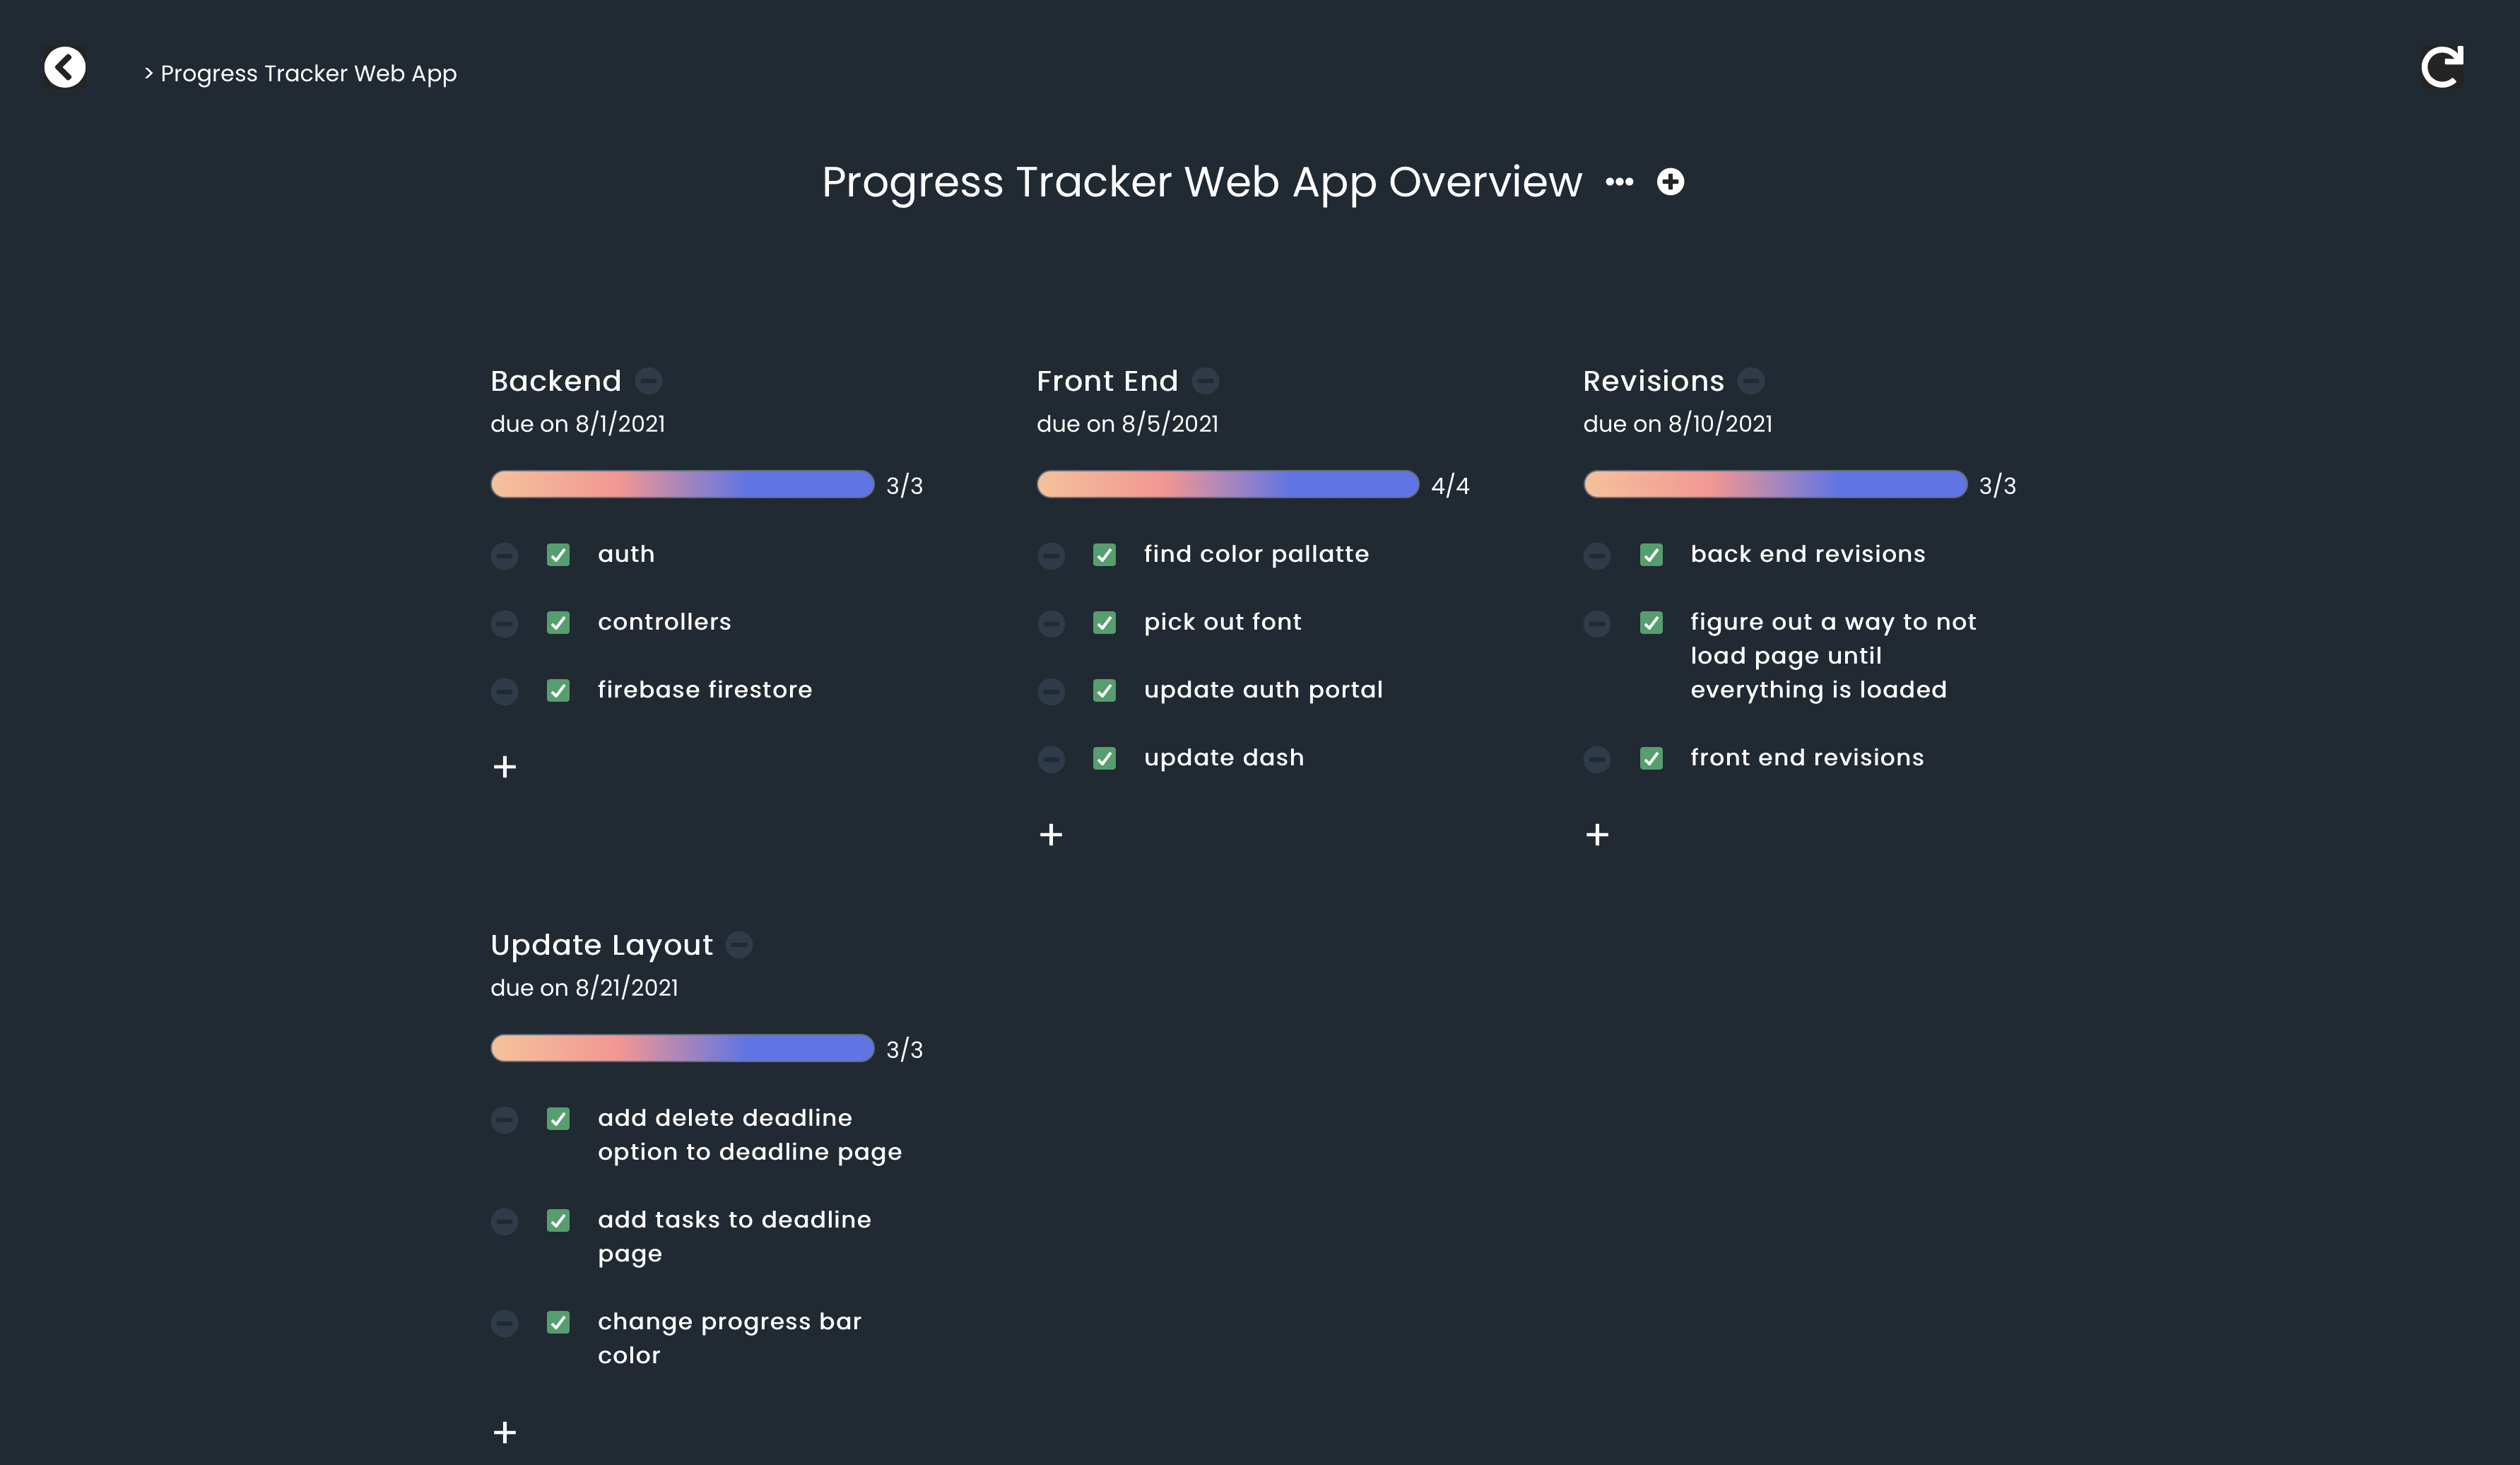 > Progress Tracker Web App
Progress Tracker Web App Overview
Backend
due on 8/1/2021
3/3
auth
controllers
firebase firestore
+
Front End
due on 8/5/2021
4/4
find color pallatte
pick out font
update auth portal
update dash
+
Revisions
due on 8/10/2021
3/3
back end revisions
figure out a way to not
load page until
everything is loaded
front end revisions
+
Update Layout
due on 8/21/2021
3/3
add delete deadline
option to deadline page
add tasks to deadline
page
change progress bar
color
+